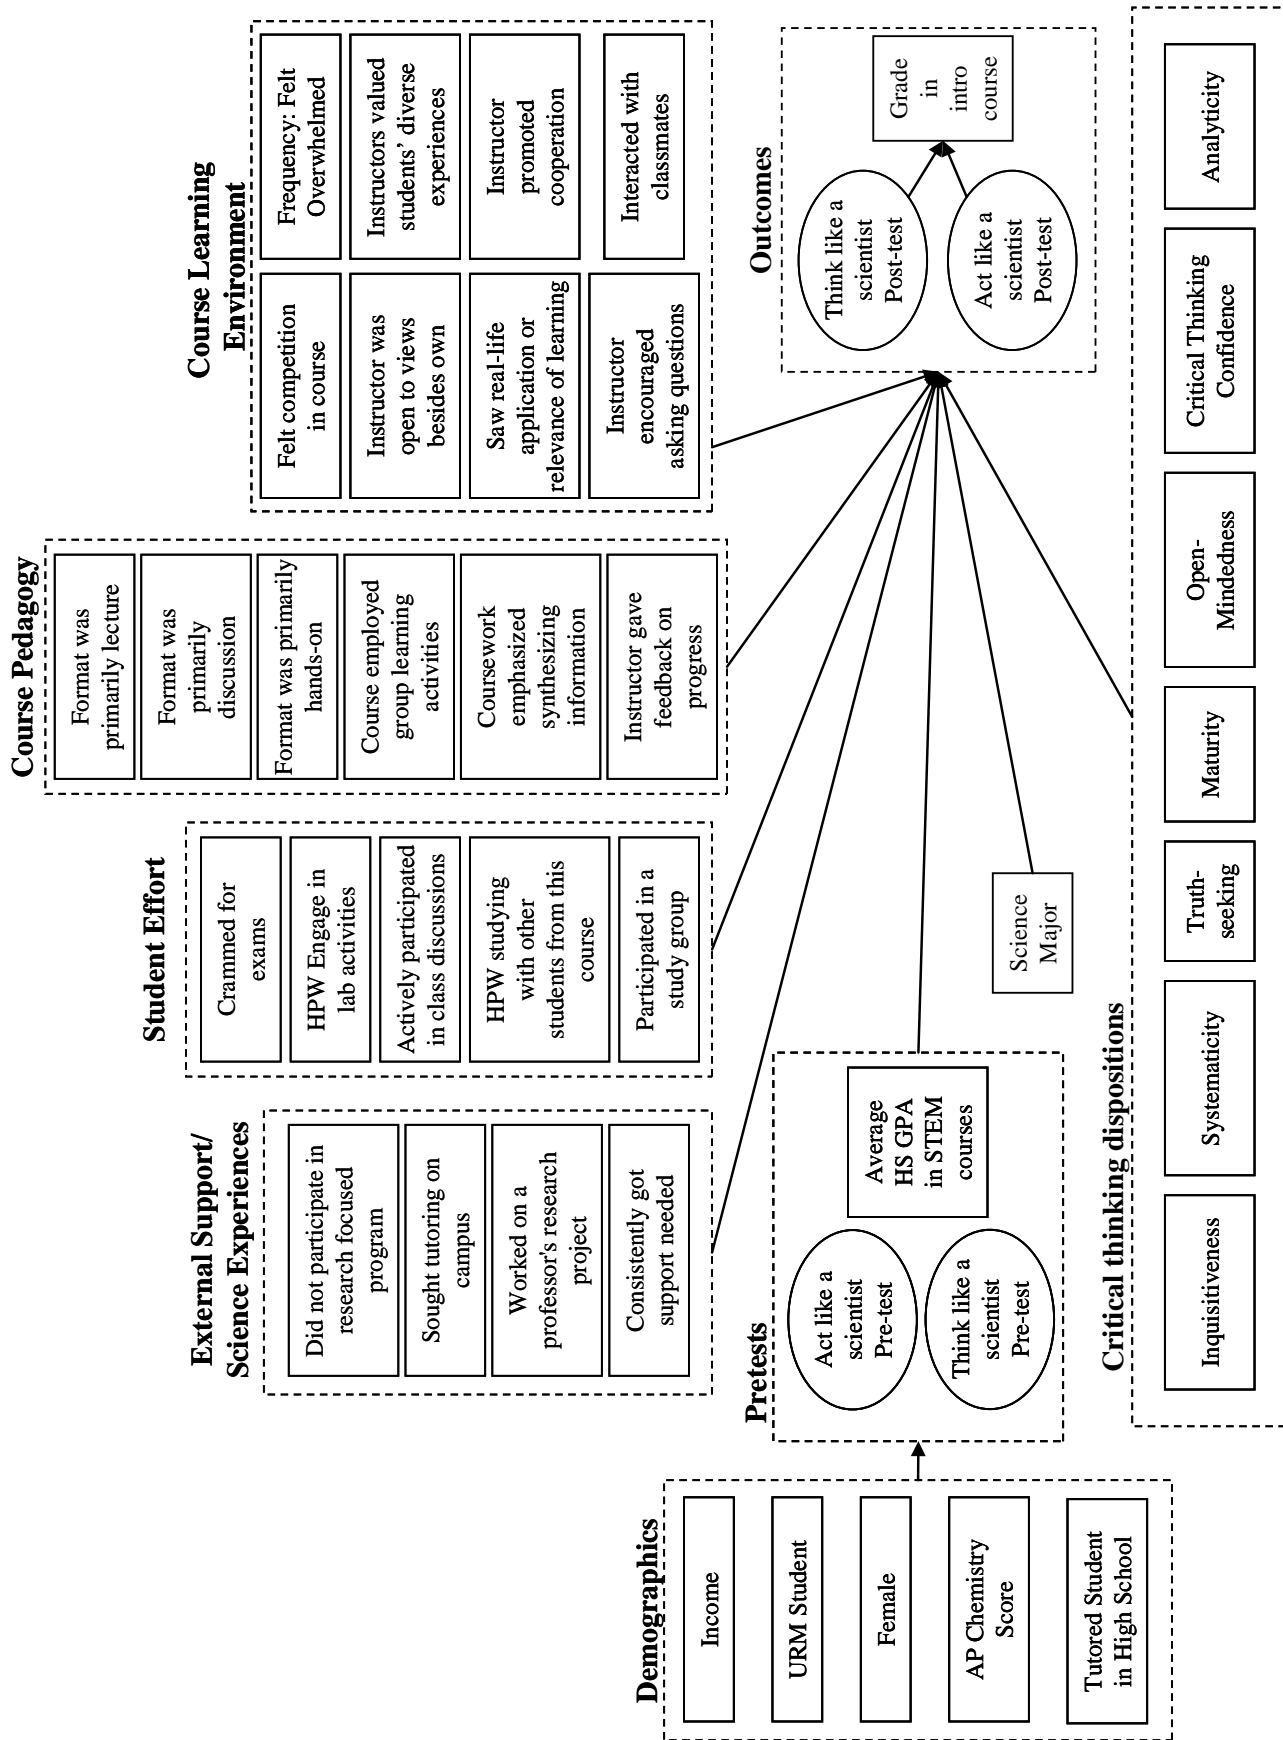 Demographics
Income
URM Student
Female
AP Chemistry
Score
Tutored Student
in High School
External Support/
Science Experiences
Did not participate in
research focused
program
Sought tutoring on
campus
Worked on a
professor's research
project
Consistently got
support needed
Student Effort
Crammed for
exams
HPW Engage in
lab activities
Actively participated
in class discussions
HPW studying
with other
students from this
course
Participated in a
study group
Course Pedagogy
Format was
primarily lecture
Format was
primarily
discussion
Format was primarily
hands-on
Course employed
group learning
activities
Coursework
emphasized
synthesizing
information
Instructor gave
feedback on
progress
Course Learning
Environment
Felt competition
in course
Frequency: Felt
Overwhelmed
Instructor was
open to views
besides own
Instructors valued
students’ diverse
experiences
Saw real-life
application or
relevance of learning
Instructor
promoted
cooperation
Instructor
encouraged
asking questions
Interacted with
classmates
Pretests
Act like a
scientist
Pre-test
Think like a
scientist
Pre-test
Average
HS GPA
in STEM
courses
Science
Major
Outcomes
Think like a
scientist
Post-test
Act like a
scientist
Post-test
Grade
in
intro
course
Critical thinking dispositions
Inquisitiveness
Systematicity
Truth-
seeking
Maturity
Open-
Mindedness
Critical Thinking
Confidence
Analyticity